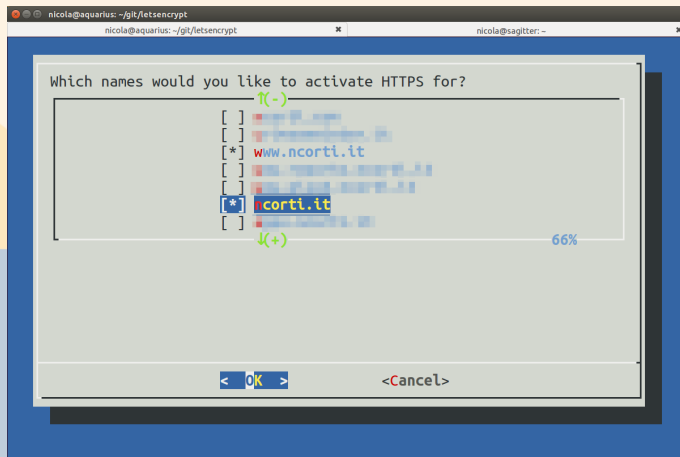 nicola@aquarius: ~/git/letsencrypt
nicola@aquarius: ~/git/letsencrypt ✖ nicola@sagitter: ~ ✖
Which names would you like to activate HTTPS for?
↑(-)
[ ]
[ ]
[*] www.ncorti.it
[ ]
[ ]
[*] ncorti.it
[ ]
↓(+) 66%
< OK > <Cancel>